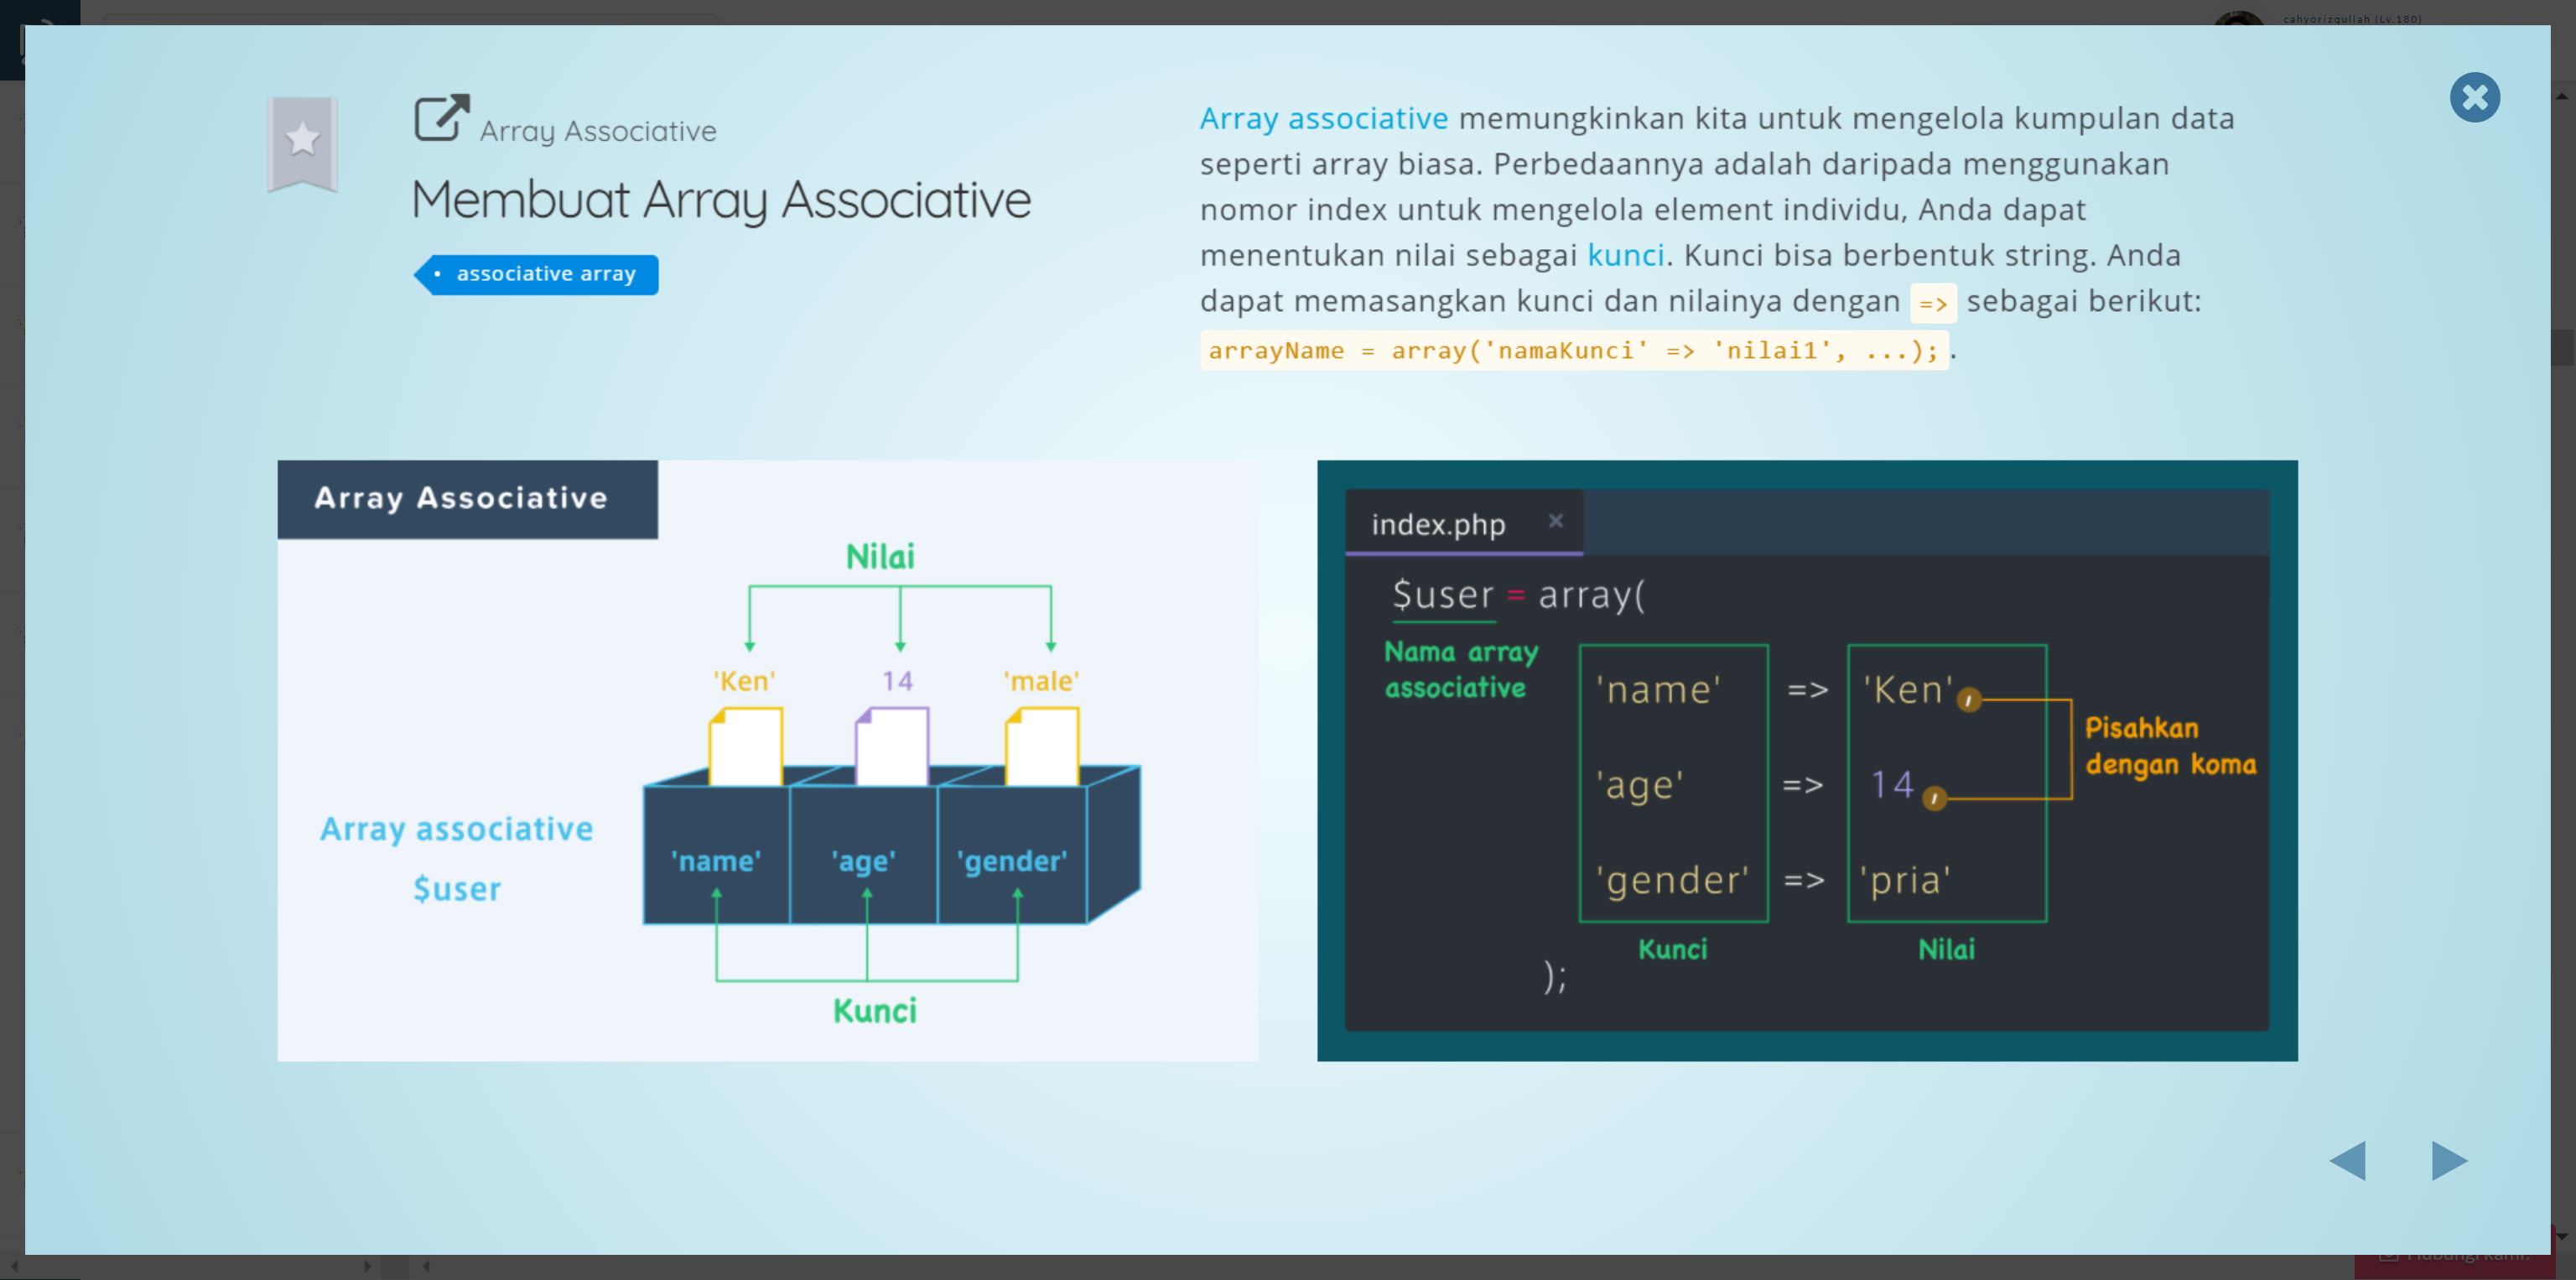 cahyorizqullah (Lv.180)
Array Associative
Membuat Array Associative
• associative array
Array associative memungkinkan kita untuk mengelola kumpulan data
seperti array biasa. Perbedaannya adalah daripada menggunakan
nomor index untuk mengelola element individu, Anda dapat
menentukan nilai sebagai kunci. Kunci bisa berbentuk string. Anda
dapat memasangkan kunci dan nilainya dengan => sebagai berikut:
arrayName = array('namaKunci' => 'nilai1', ...); .
Array Associative
Nilai
'Ken' 14 'male'
Array associative
$user
'name' 'age' 'gender'
Kunci
index.php ×
$user = array(
Nama array
associative
'name' => 'Ken' ,
'age' => 14 ,
'gender' => 'pria'
Pisahkan
dengan koma
Kunci Nilai
);
Hubungi kami!